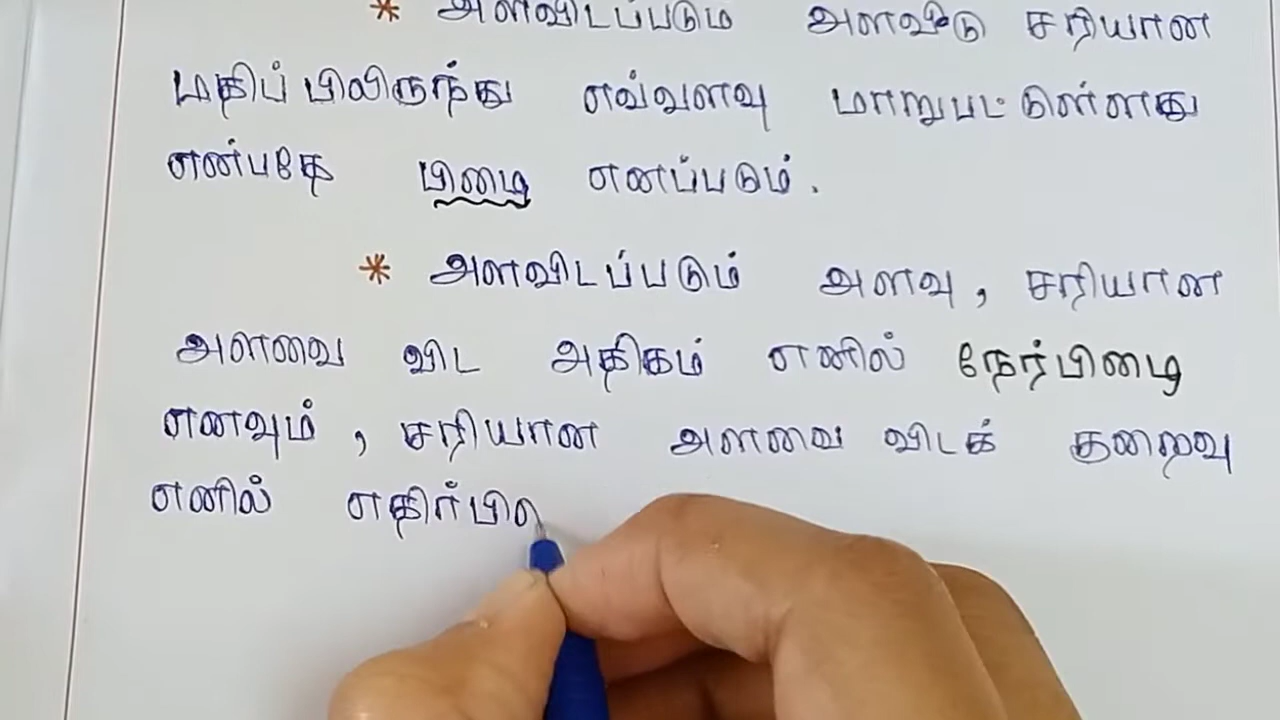 * அளவிடப்படும் அளவீடு சரியான
மதிப்பிலிருந்து எவ்வளவு மாறுபட்டுள்ளது
என்பதே பிழை எனப்படும்.
* அளவிடப்படும் அளவு, சரியான
அளவை விட அதிகம் எனில் நேர்பிழை
எனவும், சரியான அளவை விடக் குறைவு
எனில் எதிர்பி